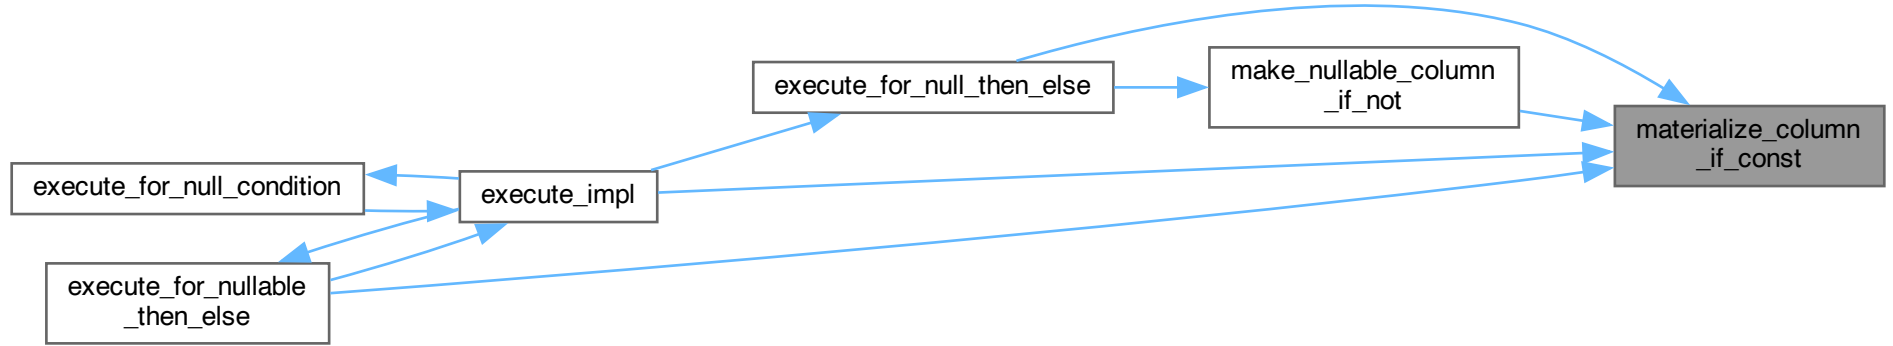 execute_for_null_then_else
make_nullable_column
_if_not
materialize_column
_if_const
execute_for_null_condition
execute_impl
execute_for_nullable
_then_else